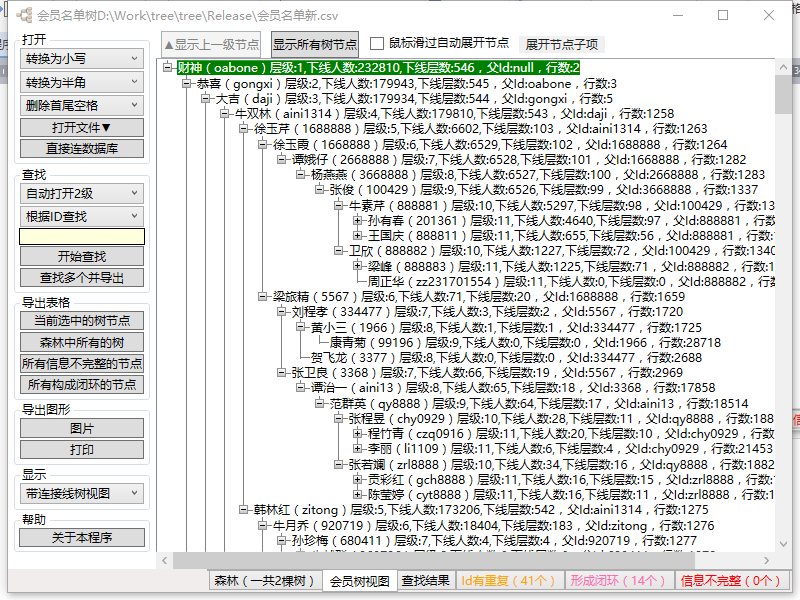 会员名单树D:\Work\tree\tree\Release\会员名单新.csv
打开
转换为小写
转换为半角
删除首尾空格
打开文件▼
直接连数据库
查找
自动打开2级
根据ID查找
开始查找
查找多个并导出
导出表格
当前选中的树节点
森林中所有的树
所有信息不完整的节点
所有构成闭环的节点
导出图形
图片
打印
显示
带连接线树视图
帮助
关于本程序
▲显示上一级节点
显示所有树节点
鼠标滑过自动展开节点
展开节点子项
财神（oabone）层级:1,下线人数:232810,下线层数:546，父Id:null，行数:2
恭喜（gongxi）层级:2,下线人数:179943,下线层数:545，父Id:oabone，行数:3
大吉（daji）层级:3,下线人数:179934,下线层数:544，父Id:gongxi，行数:5
牛双林（aini1314）层级:4,下线人数:179810,下线层数:543，父Id:daji，行数:1258
徐玉芹（1688888）层级:5,下线人数:6602,下线层数:103，父Id:aini1314，行数:1263
徐玉霞（1668888）层级:6,下线人数:6529,下线层数:102，父Id:1688888，行数:1264
谭娥仔（2668888）层级:7,下线人数:6528,下线层数:101，父Id:1668888，行数:1282
杨燕燕（3668888）层级:8,下线人数:6527,下线层数:100，父Id:2668888，行数:1283
张俊（100429）层级:9,下线人数:6526,下线层数:99，父Id:3668888，行数:1337
牛素芹（888881）层级:10,下线人数:5297,下线层数:98，父Id:100429，行数:13
孙有春（201361）层级:11,下线人数:4640,下线层数:97，父Id:888881，行
王国庆（888811）层级:11,下线人数:655,下线层数:56，父Id:888881，行数:
卫欣（888882）层级:10,下线人数:1227,下线层数:72，父Id:100429，行数:1340
梁峰（888883）层级:11,下线人数:1225,下线层数:71，父Id:888882，行数:1
周正华（zz231701554）层级:11,下线人数:0,下线层数:0，父Id:888882，行数
梁旅精（5567）层级:6,下线人数:71,下线层数:20，父Id:1688888，行数:1659
刘程孝（334477）层级:7,下线人数:3,下线层数:2，父Id:5567，行数:1720
董小三（1966）层级:8,下线人数:1,下线层数:1，父Id:334477，行数:1725
康青菊（99196）层级:9,下线人数:0,下线层数:0，父Id:1966，行数:28718
贺飞龙（3377）层级:8,下线人数:0,下线层数:0，父Id:334477，行数:2688
张卫良（3368）层级:7,下线人数:66,下线层数:19，父Id:5567，行数:2969
谭治一（aini13）层级:8,下线人数:65,下线层数:18，父Id:3368，行数:17858
范群英（qy8888）层级:9,下线人数:64,下线层数:17，父Id:aini13，行数:18514
张程昱（chy0929）层级:10,下线人数:28,下线层数:11，父Id:qy8888，行数:188
程竹青（czq0916）层级:11,下线人数:20,下线层数:10，父Id:chy0929，行数
李丽（li1109）层级:11,下线人数:6,下线层数:4，父Id:chy0929，行数:21453
张若斓（zrl8888）层级:10,下线人数:34,下线层数:16，父Id:qy8888，行数:1882
贡彩红（gch8888）层级:11,下线人数:16,下线层数:15，父Id:zrl8888，行数
陈莹婷（cyt8888）层级:11,下线人数:16,下线层数:11，父Id:zrl8888，行数:1
韩林红（zitong）层级:5,下线人数:173206,下线层数:542，父Id:aini1314，行数:1275
牛月乔（920719）层级:6,下线人数:18404,下线层数:183，父Id:zitong，行数:1276
孙珍梅（680411）层级:7,下线人数:4,下线层数:4，父Id:920719，行数:1277
森林（一共2棵树）
会员树视图
查找结果
Id有重复（41个）
形成闭环（14个）
信息不完整（0个）